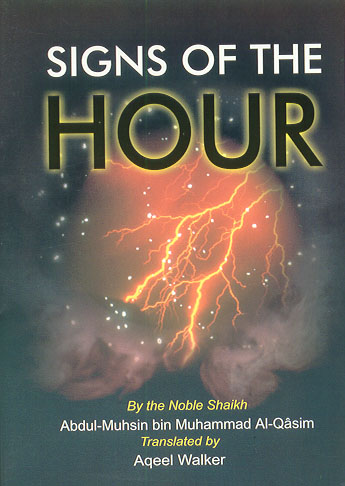 SIGNS OF THE
HOUR
By the Noble Shaikh
Abdul-Muhsin bin Muhammad Al-Qâsim
Translated by
Aqeel Walker